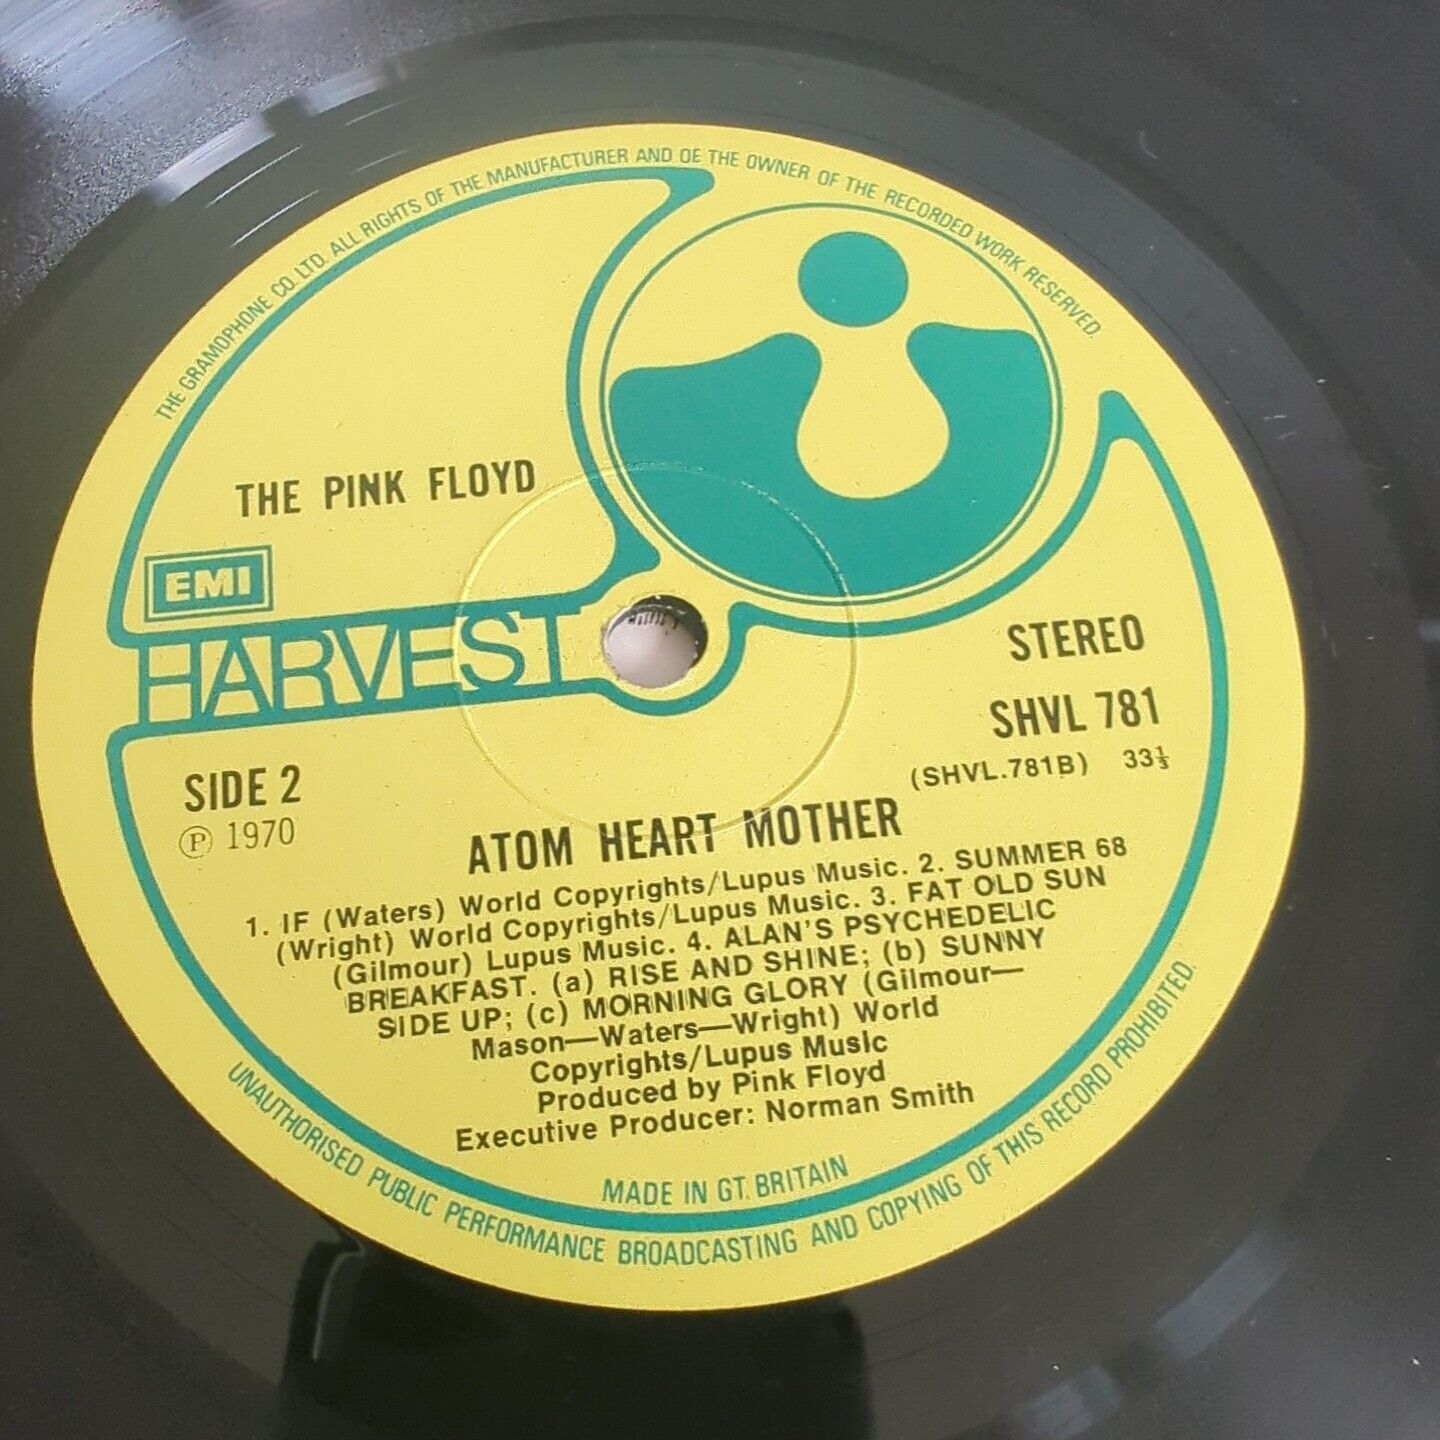 THE GRAMOPHONE CO. LTD. ALL RIGHTS OF THE MANUFACTURER AND OE THE OWNER OF THE RECORDED WORK RESERVED.
THE PINK FLOYD
EMI
HARVEST
STEREO
SHVL 781
(SHVL.781B) 33⅓
SIDE 2
Ⓟ 1970
ATOM HEART MOTHER
1. IF (Waters) World Copyrights/Lupus Music. 2. SUMMER 68
(Wright) World Copyrights/Lupus Music. 3. FAT OLD SUN
(Gilmour) Lupus Music. 4. ALAN'S PSYCHEDELIC
BREAKFAST. (a) RISE AND SHINE; (b) SUNNY
SIDE UP; (c) MORNING GLORY (Gilmour—
Mason—Waters—Wright) World
Copyrights/Lupus Music
Produced by Pink Floyd
Executive Producer: Norman Smith
MADE IN GT. BRITAIN
UNAUTHORISED PUBLIC PERFORMANCE BROADCASTING AND COPYING OF THIS RECORD PROHIBITED.